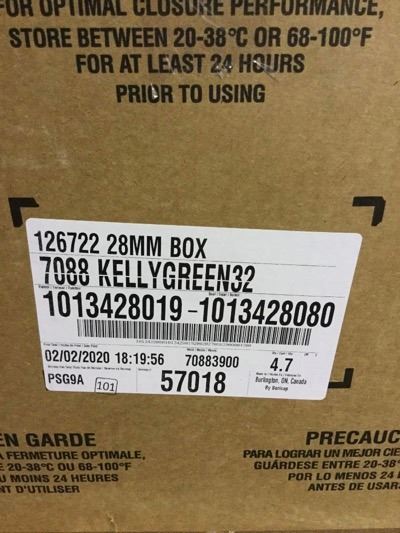 FOR OPTIMAL CLOSURE PERFORMANCE,
STORE BETWEEN 20-38°C OR 68-100°F
FOR AT LEAST 24 HOURS
PRIOR TO USING
126722 28MM BOX
7088 KELLYGREEN32
1013428019 - 1013428080
02/02/2020 18:19:56 70883900 4.7
PSG9A 101 57018 Burlington, ON, Canada
By Bericap
EN GARDE PRECAUC
FERMETURE OPTIMALE, PARA LOGRAR UN MEJOR CIE
E 20-38°C OU 68-100°F GUÁRDESE ENTRE 20-38°
U MOINS 24 HEURES POR LO MENOS 24
NT D'UTILISER ANTES DE USAR